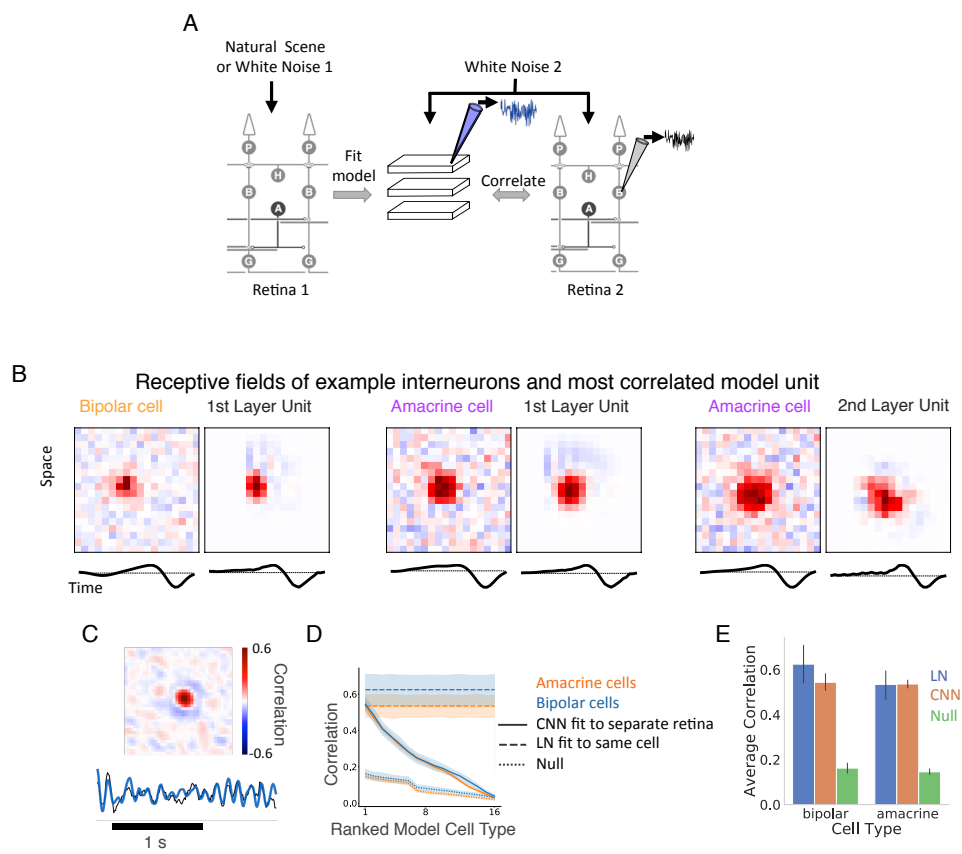 A
Natural Scene
or White Noise 1
White Noise 2
P P
H
B B
A
G G
Fit
model
Correlate
P P
H
B B
A
G G
Retina 1
Retina 2
B
Receptive fields of example interneurons and most correlated model unit
Bipolar cell 1st Layer Unit Amacrine cell 1st Layer Unit Amacrine cell 2nd Layer Unit
Space
Time
C
0.6
Correlation
-0.6
1 s
D
Correlation
0.6
0.4
0.2
0.0
1 8 16
Ranked Model Cell Type
Amacrine cells
Bipolar cells
CNN fit to separate retina
LN fit to same cell
Null
E
Average Correlation
0.6
0.4
0.2
0.0
bipolar amacrine
Cell Type
LN
CNN
Null